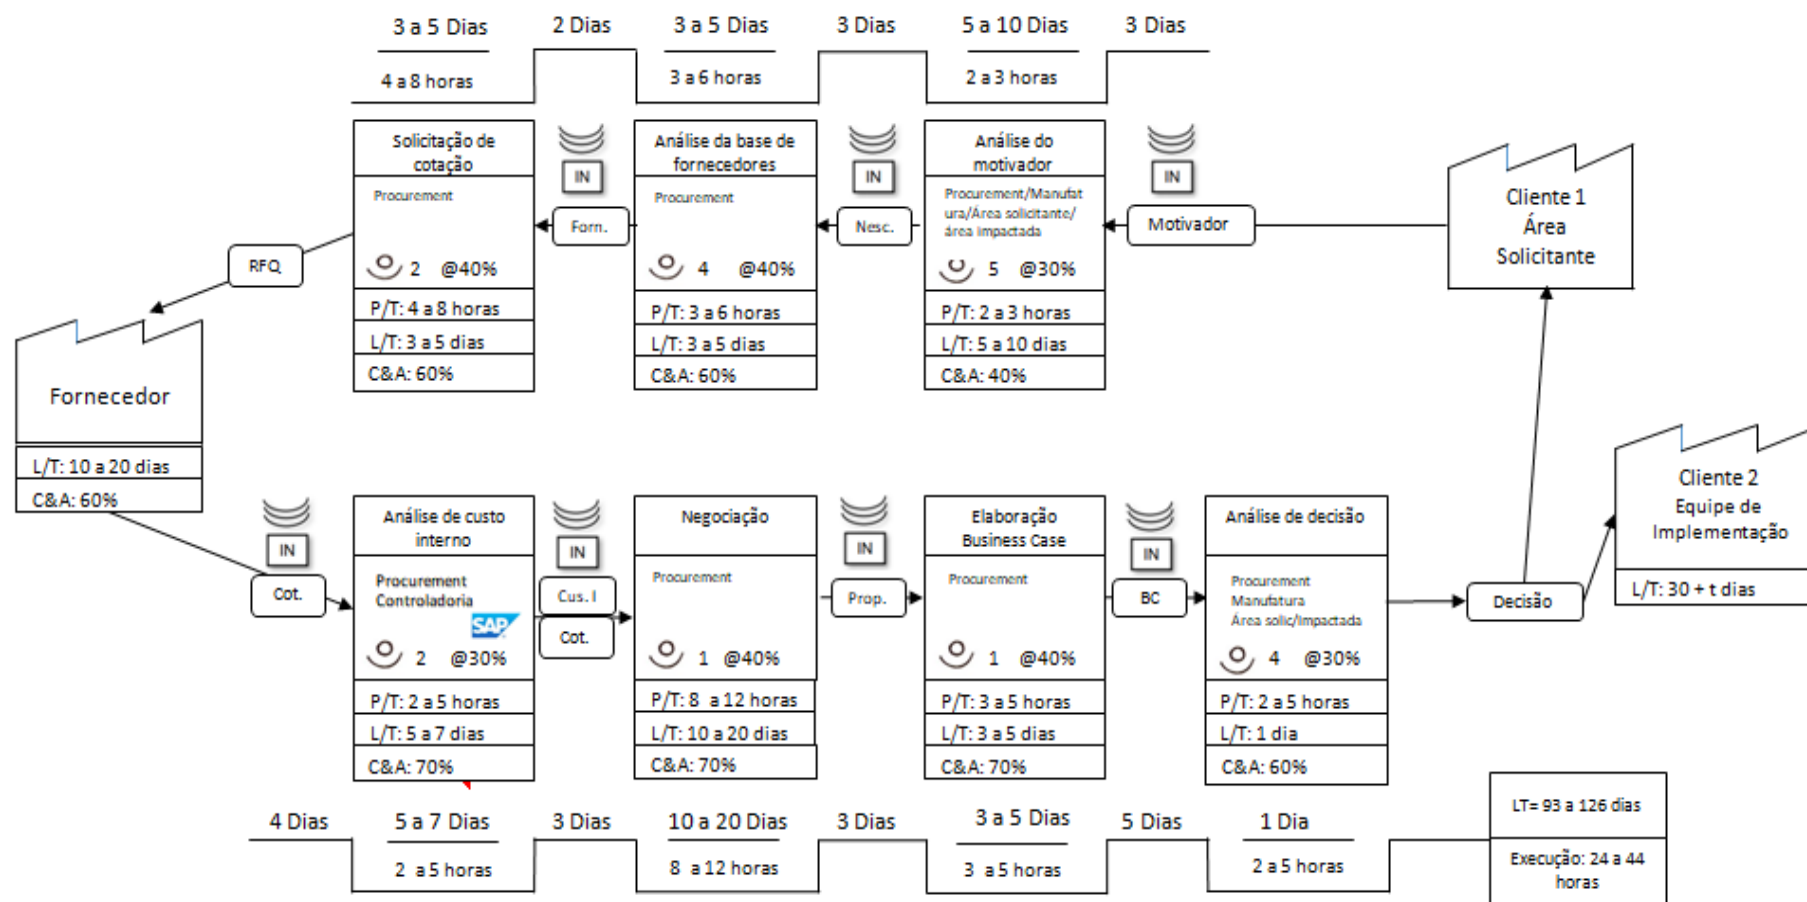 3 a 5 Dias
2 Dias
3 a 5 Dias
3 Dias
5 a 10 Dias
3 Dias
4 a 8 horas
3 a 6 horas
2 a 3 horas
Solicitação de
cotação
Procurement
2 @40%
P/T: 4 a 8 horas
L/T: 3 a 5 dias
C&A: 60%
IN
Forn.
Análise da base de
fornecedores
Procurement
4 @40%
P/T: 3 a 6 horas
L/T: 3 a 5 dias
C&A: 60%
IN
Nesc.
Análise do
motivador
Procurement/Manufat
ura/Área solicitante/
área impactada
5 @30%
P/T: 2 a 3 horas
L/T: 5 a 10 dias
C&A: 40%
IN
Motivador
Cliente 1
Área
Solicitante
RFQ
Fornecedor
L/T: 10 a 20 dias
C&A: 60%
IN
Cot.
Análise de custo
interno
Procurement
Controladoria
SAP
2 @30%
P/T: 2 a 5 horas
L/T: 5 a 7 dias
C&A: 70%
IN
Cus. I
Cot.
Negociação
Procurement
1 @40%
P/T: 8 a 12 horas
L/T: 10 a 20 dias
C&A: 70%
IN
Prop.
Elaboração
Business Case
Procurement
1 @40%
P/T: 3 a 5 horas
L/T: 3 a 5 dias
C&A: 70%
IN
BC
Análise de decisão
Procurement
Manufatura
Área solic/Impactada
4 @30%
P/T: 2 a 5 horas
L/T: 1 dia
C&A: 60%
Decisão
Cliente 2
Equipe de
Implementação
L/T: 30 + t dias
4 Dias
5 a 7 Dias
3 Dias
10 a 20 Dias
3 Dias
3 a 5 Dias
5 Dias
1 Dia
2 a 5 horas
8 a 12 horas
3 a 5 horas
2 a 5 horas
LT= 93 a 126 dias
Execução: 24 a 44
horas